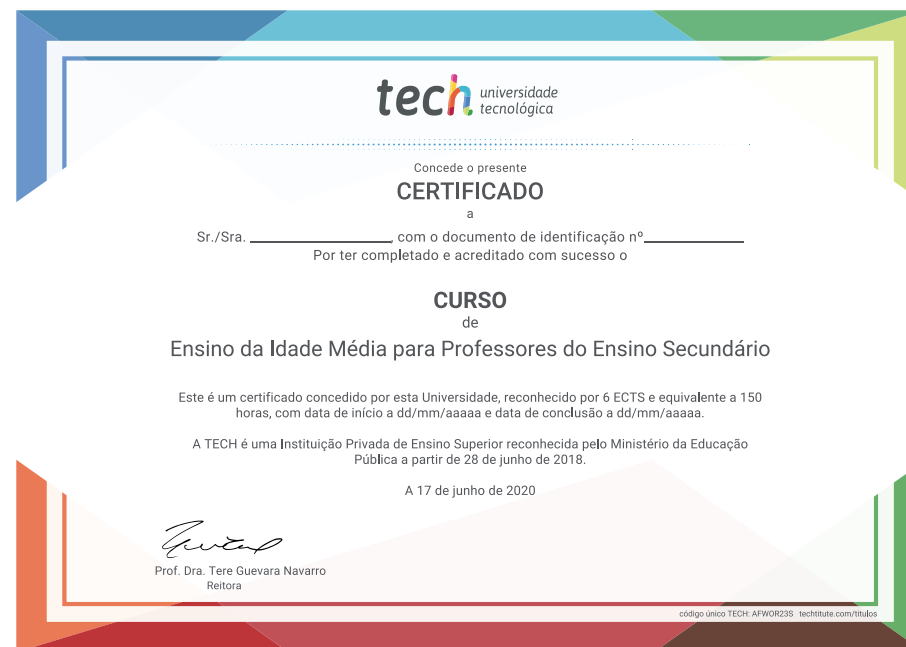 tech universidade
tecnológica
Concede o presente
CERTIFICADO
a
Sr./Sra. , com o documento de identificação nº
Por ter completado e acreditado com sucesso o
CURSO
de
Ensino da Idade Média para Professores do Ensino Secundário
Este é um certificado concedido por esta Universidade, reconhecido por 6 ECTS e equivalente a 150
horas, com data de início a dd/mm/aaaaa e data de conclusão a dd/mm/aaaaa.
A TECH é uma Instituição Privada de Ensino Superior reconhecida pelo Ministério da Educação
Pública a partir de 28 de junho de 2018.
A 17 de junho de 2020
Prof. Dra. Tere Guevara Navarro
Reitora
código único TECH: AFWOR23S techtitute.com/titulos